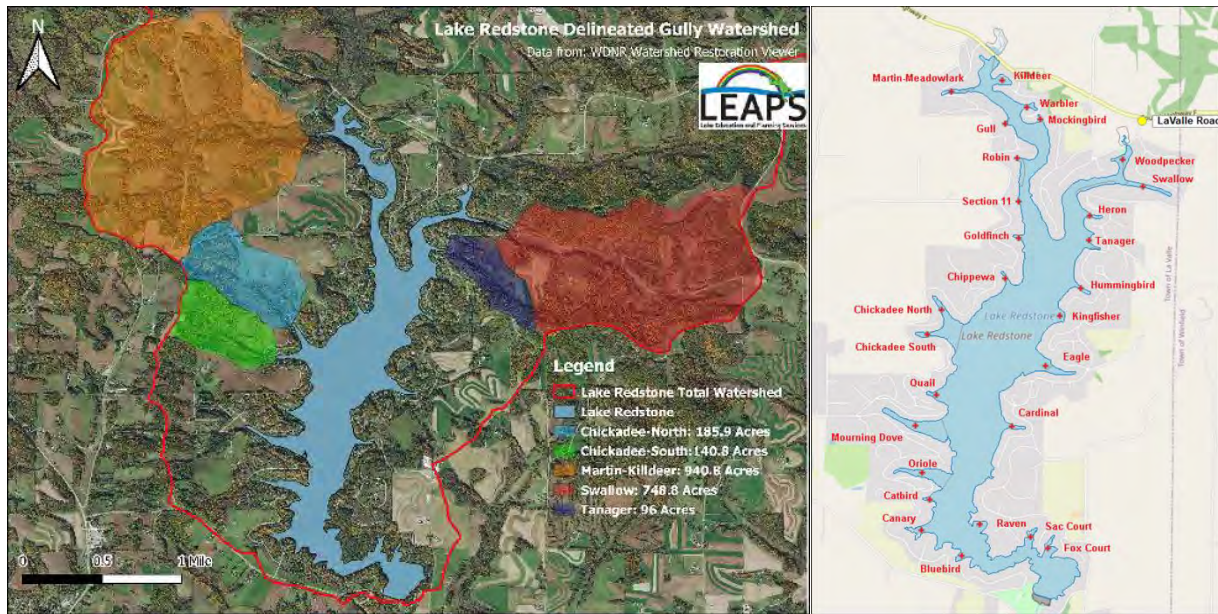 Lake Redstone Delineated Gully Watershed
Data from: WDNR Watershed Restoration Viewer
N
LEAPS
Lake Education and Planning Services
Legend
Lake Redstone Total Watershed
Lake Redstone
Chickadee-North: 185.9 Acres
Chickadee-South:140.8 Acres
Martin-Killdeer: 940.8 Acres
Swallow: 748.8 Acres
Tanager: 96 Acres
0 0.5 1 Mile
Killdeer
Martin-Meadowlark
Warbler
Mockingbird
LaValle Road
Gull
Robin
Woodpecker
Swallow
Section 11
Heron
Goldfinch
Tanager
Chippewa
Hummingbird
Chickadee North
Lake Redstone
Kingfisher
Lake Redstone
Chickadee South
Eagle
Quail
Cardinal
Mourning Dove
Oriole
Catbird
Canary
Raven
Sac Court
Fox Court
Bluebird
Town of La Valle
Town of Winfield